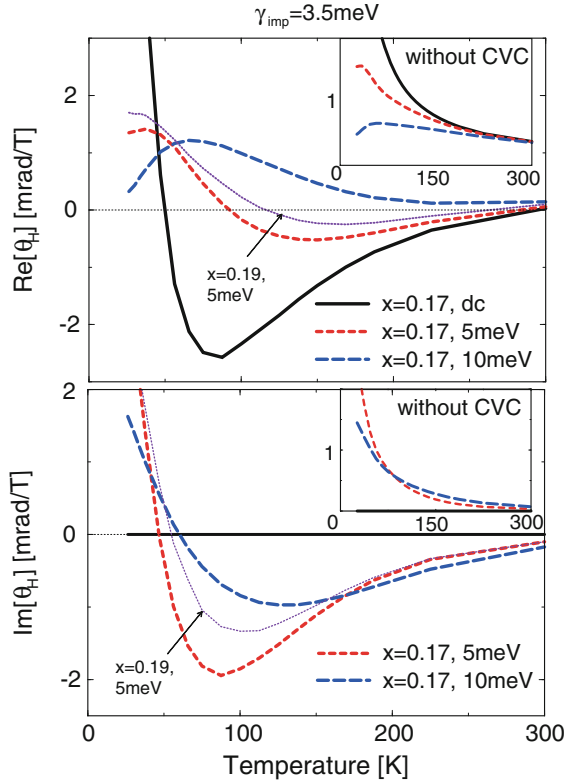 γimp=3.5meV
without CVC
2
1
0
-2
0
150
300
Re[θH] [mrad/T]
x=0.19,
5meV
x=0.17, dc
x=0.17, 5meV
x=0.17, 10meV
2
without CVC
1
0
-2
0
150
300
Im[θH] [mrad/T]
x=0.19,
5meV
x=0.17, 5meV
x=0.17, 10meV
0
100
200
300
Temperature [K]